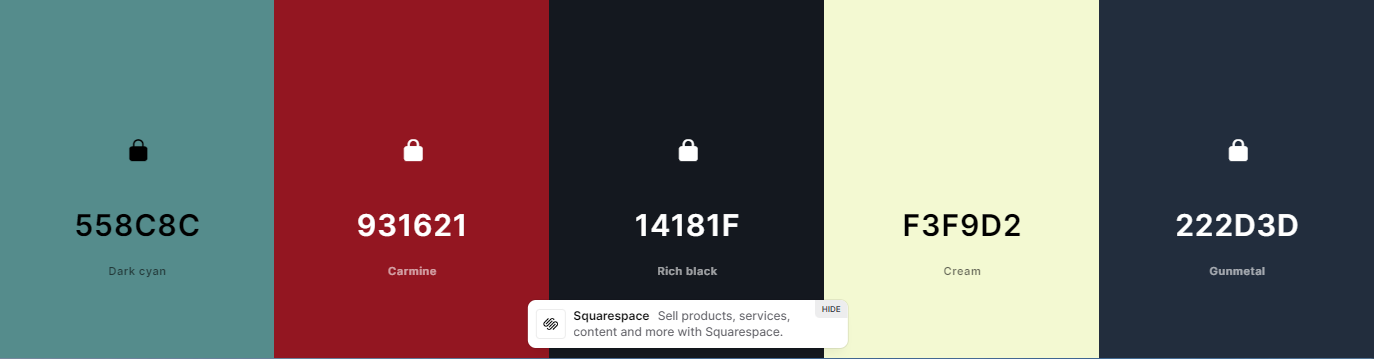 558C8C
Dark cyan
931621
Carmine
14181F
Rich black
F3F9D2
Cream
222D3D
Gunmetal
Squarespace Sell products, services,
content and more with Squarespace.
HIDE